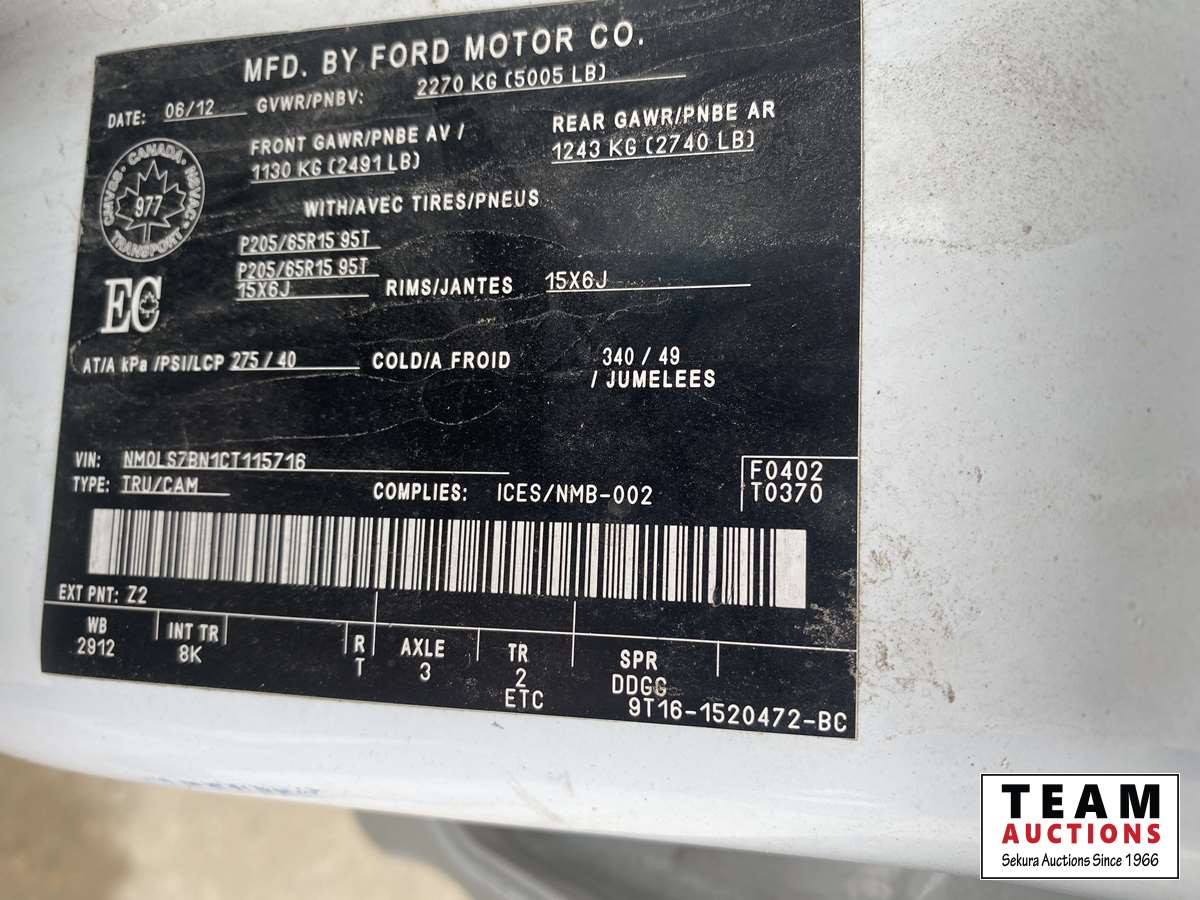 MFD. BY FORD MOTOR CO.
DATE: 06/12 GVWR/PNBV: 2270 KG (5005 LB)
FRONT GAWR/PNBE AV / REAR GAWR/PNBE AR
1130 KG (2491 LB) 1243 KG (2740 LB)
CANADA
CMVSS NSVAC
977
TRANSPORT
WITH/AVEC TIRES/PNEUS
P205/65R15 95T
P205/65R15 95T
15X6J RIMS/JANTES 15X6J
EC
AT/A kPa /PSI/LCP 275 / 40 COLD/A FROID 340 / 49
/ JUMELEES
VIN: NM0LS7BN1CT115716
TYPE: TRU/CAM COMPLIES: ICES/NMB-002
F0402
T0370
EXT PNT: Z2
WB INT TR R AXLE TR SPR
2912 8K T 3 2 DDGG
ETC 9T16-1520472-BC
TEAM
AUCTIONS
Sekura Auctions Since 1966